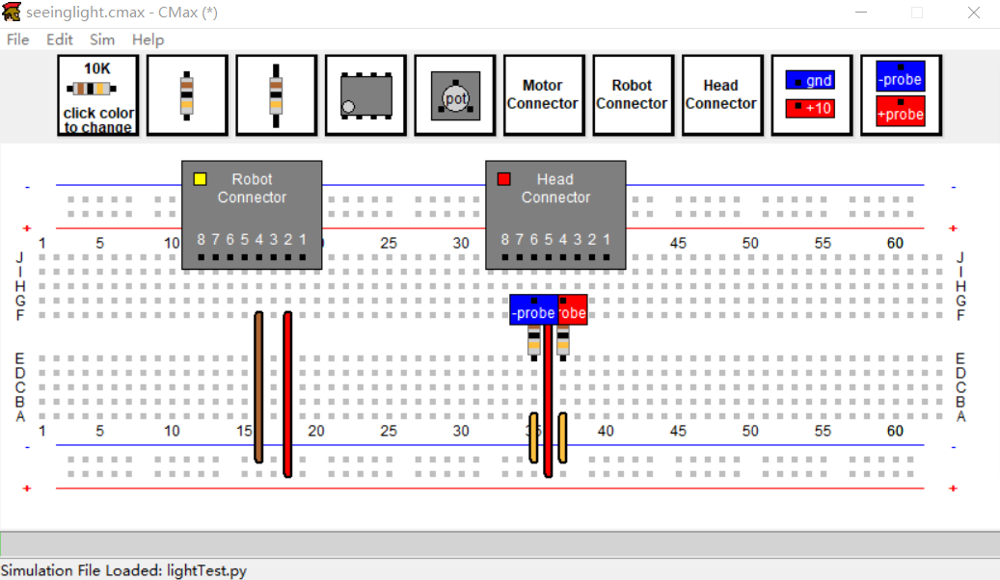 seeinglight.cmax - CMax (*)
File Edit Sim Help
10K
click color
to change
pot
Motor
Connector
Robot
Connector
Head
Connector
gnd
+10
-probe
+probe
Robot
Connector
8 7 6 5 4 3 2 1
Head
Connector
8 7 6 5 4 3 2 1
- -
+ +
1 5 10 25 30 45 50 55 60
J J
I I
H H
G G
F F
-probe robe
E E
D D
C C
B B
A A
1 5 10 15 20 25 30 35 40 45 50 55 60
- -
+ +
Simulation File Loaded: lightTest.py